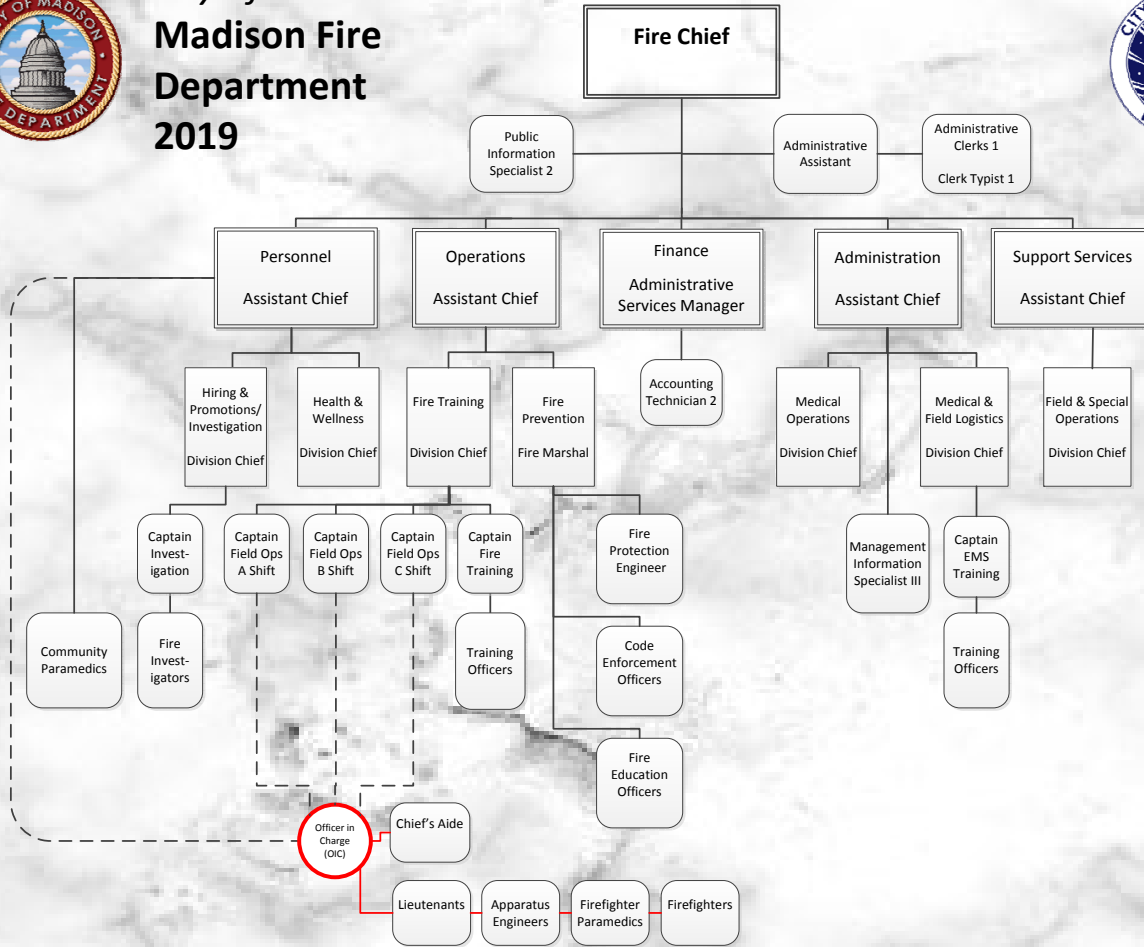 Y OF MADISON
DEPARTMENT
Madison Fire
Department
2019
Fire Chief
Public
Information
Specialist 2
Administrative
Assistant
Administrative
Clerks 1
Clerk Typist 1
Personnel
Assistant Chief
Operations
Assistant Chief
Finance
Administrative
Services Manager
Administration
Assistant Chief
Support Services
Assistant Chief
Hiring &
Promotions/
Investigation
Division Chief
Health &
Wellness
Division Chief
Fire Training
Division Chief
Fire
Prevention
Fire Marshal
Accounting
Technician 2
Medical
Operations
Division Chief
Medical &
Field Logistics
Division Chief
Field & Special
Operations
Division Chief
Captain
Invest-
igation
Captain
Field Ops
A Shift
Captain
Field Ops
B Shift
Captain
Field Ops
C Shift
Captain
Fire
Training
Fire
Protection
Engineer
Management
Information
Specialist III
Captain
EMS
Training
Community
Paramedics
Fire
Invest-
igators
Training
Officers
Code
Enforcement
Officers
Training
Officers
Fire
Education
Officers
Officer in
Charge
(OIC)
Chief's Aide
Lieutenants
Apparatus
Engineers
Firefighter
Paramedics
Firefighters